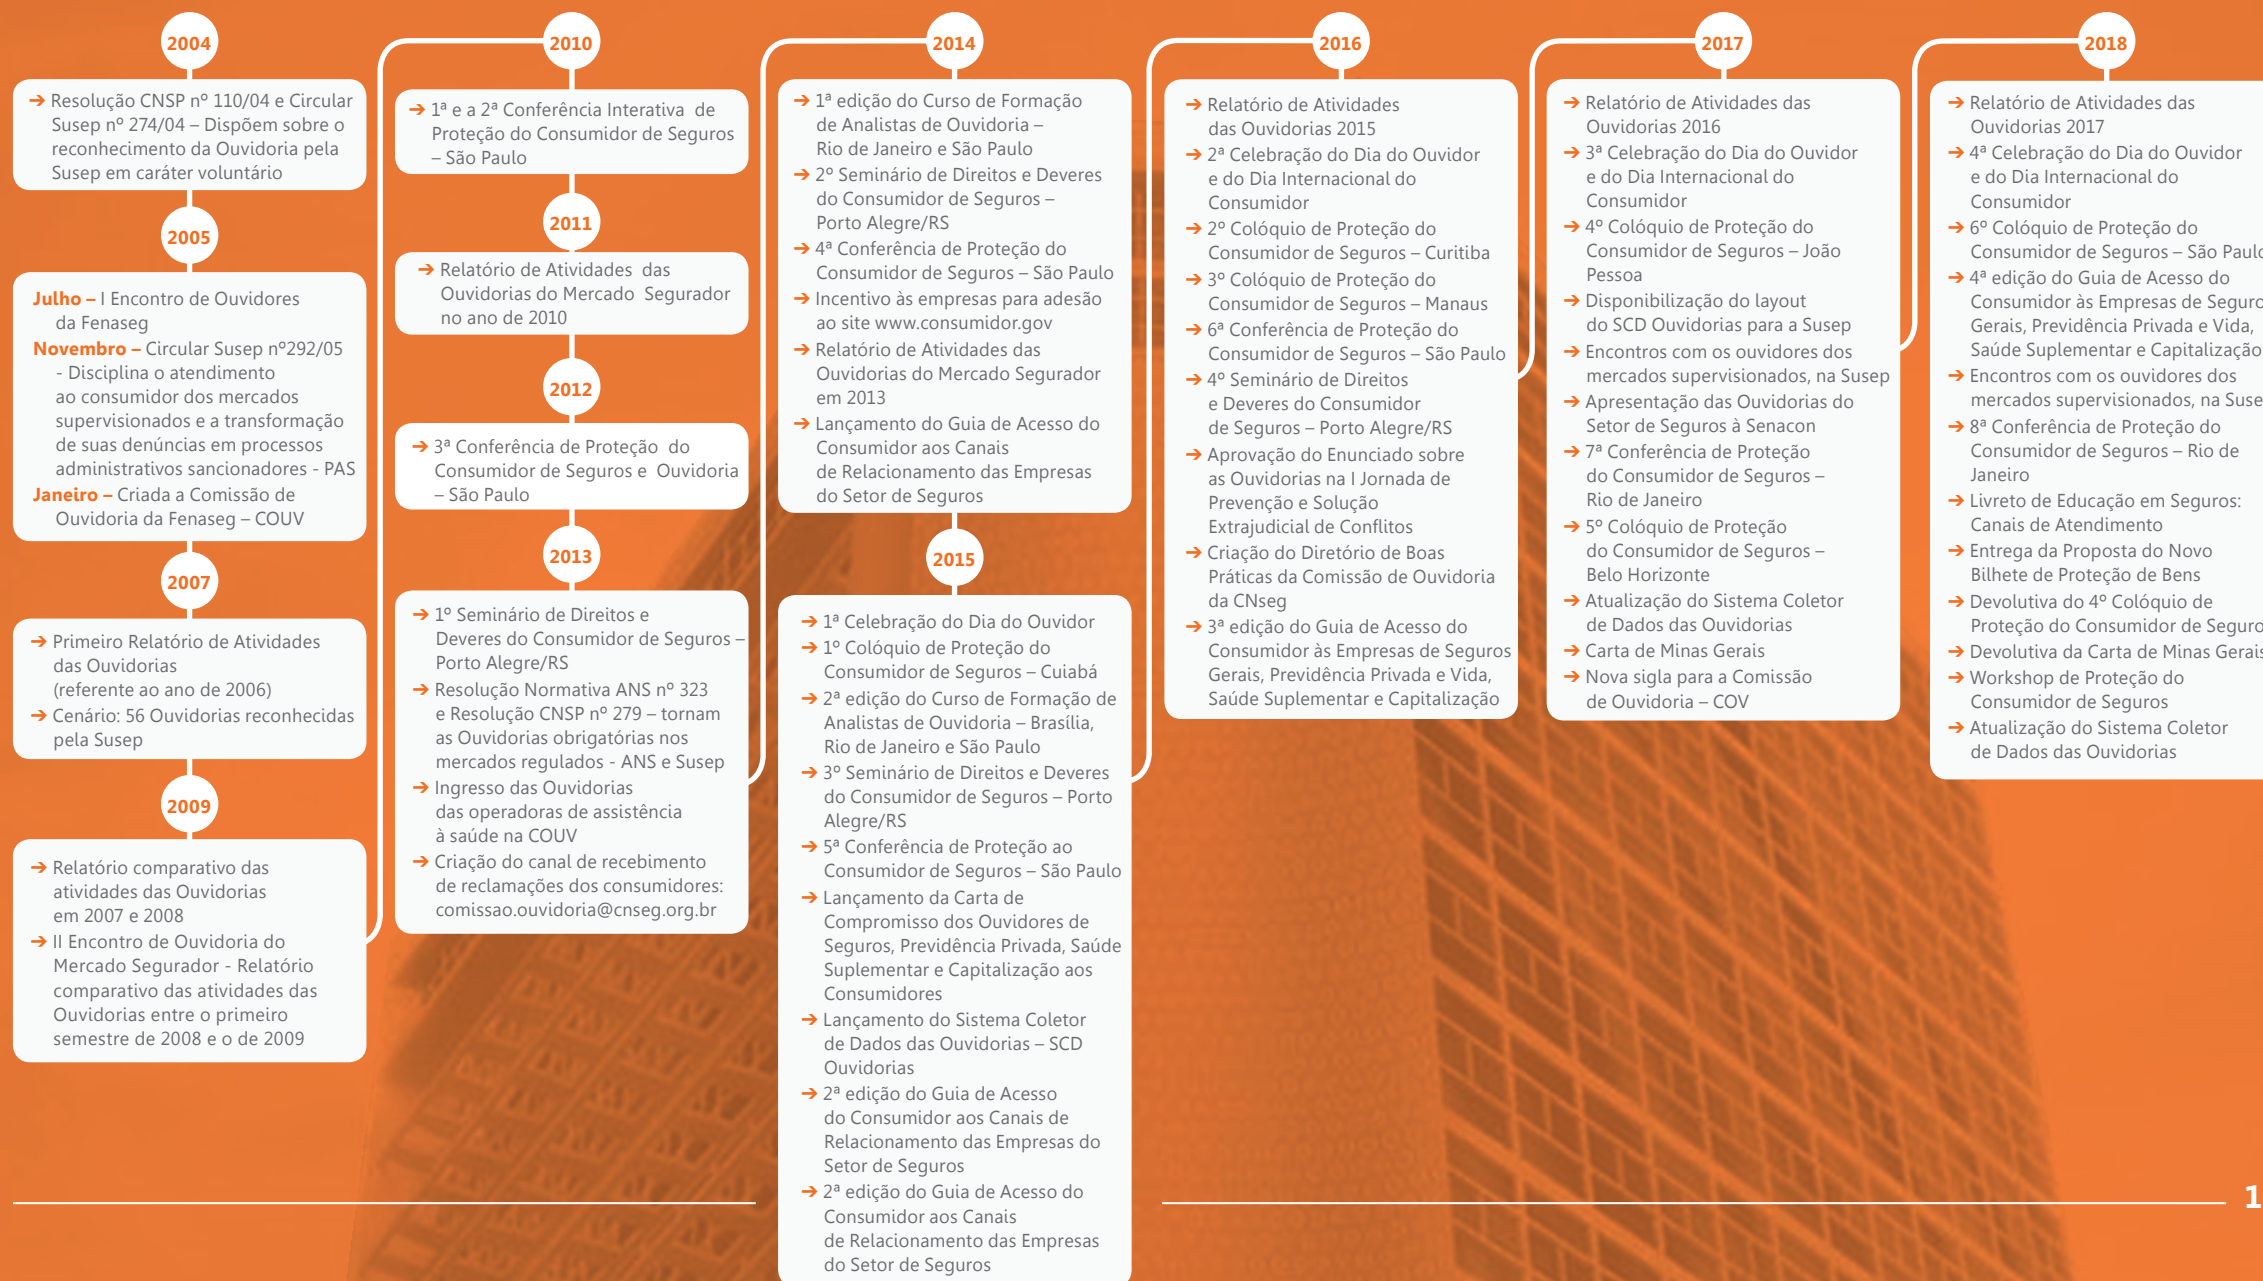 2004
➔ Resolução CNSP nº 110/04 e Circular
Susep nº 274/04 – Dispõem sobre o
reconhecimento da Ouvidoria pela
Susep em caráter voluntário
2005
Julho – I Encontro de Ouvidores
da Fenaseg
Novembro – Circular Susep nº292/05
- Disciplina o atendimento
ao consumidor dos mercados
supervisionados e a transformação
de suas denúncias em processos
administrativos sancionadores - PAS
Janeiro – Criada a Comissão de
Ouvidoria da Fenaseg – COUV
2007
➔ Primeiro Relatório de Atividades
das Ouvidorias
(referente ao ano de 2006)
➔ Cenário: 56 Ouvidorias reconhecidas
pela Susep
2009
➔ Relatório comparativo das
atividades das Ouvidorias
em 2007 e 2008
➔ II Encontro de Ouvidoria do
Mercado Segurador - Relatório
comparativo das atividades das
Ouvidorias entre o primeiro
semestre de 2008 e o de 2009
2010
➔ 1ª e a 2ª Conferência Interativa de
Proteção do Consumidor de Seguros
– São Paulo
2011
➔ Relatório de Atividades das
Ouvidorias do Mercado Segurador
no ano de 2010
2012
➔ 3ª Conferência de Proteção do
Consumidor de Seguros e Ouvidoria
– São Paulo
2013
➔ 1º Seminário de Direitos e
Deveres do Consumidor de Seguros –
Porto Alegre/RS
➔ Resolução Normativa ANS nº 323
e Resolução CNSP nº 279 – tornam
as Ouvidorias obrigatórias nos
mercados regulados - ANS e Susep
➔ Ingresso das Ouvidorias
das operadoras de assistência
à saúde na COUV
➔ Criação do canal de recebimento
de reclamações dos consumidores:
comissao.ouvidoria@cnseg.org.br
2014
➔ 1ª edição do Curso de Formação
de Analistas de Ouvidoria –
Rio de Janeiro e São Paulo
➔ 2º Seminário de Direitos e Deveres
do Consumidor de Seguros –
Porto Alegre/RS
➔ 4ª Conferência de Proteção do
Consumidor de Seguros – São Paulo
➔ Incentivo às empresas para adesão
ao site www.consumidor.gov
➔ Relatório de Atividades das
Ouvidorias do Mercado Segurador
em 2013
➔ Lançamento do Guia de Acesso do
Consumidor aos Canais
de Relacionamento das Empresas
do Setor de Seguros
2015
➔ 1ª Celebração do Dia do Ouvidor
➔ 1º Colóquio de Proteção do
Consumidor de Seguros – Cuiabá
➔ 2ª edição do Curso de Formação de
Analistas de Ouvidoria – Brasília,
Rio de Janeiro e São Paulo
➔ 3º Seminário de Direitos e Deveres
do Consumidor de Seguros – Porto
Alegre/RS
➔ 5ª Conferência de Proteção ao
Consumidor de Seguros – São Paulo
➔ Lançamento da Carta de
Compromisso dos Ouvidores de
Seguros, Previdência Privada, Saúde
Suplementar e Capitalização aos
Consumidores
➔ Lançamento do Sistema Coletor
de Dados das Ouvidorias – SCD
Ouvidorias
➔ 2ª edição do Guia de Acesso
do Consumidor aos Canais de
Relacionamento das Empresas do
Setor de Seguros
➔ 2ª edição do Guia de Acesso do
Consumidor aos Canais
de Relacionamento das Empresas
do Setor de Seguros
2016
➔ Relatório de Atividades
das Ouvidorias 2015
➔ 2ª Celebração do Dia do Ouvidor
e do Dia Internacional do
Consumidor
➔ 2º Colóquio de Proteção do
Consumidor de Seguros – Curitiba
➔ 3º Colóquio de Proteção do
Consumidor de Seguros – Manaus
➔ 6ª Conferência de Proteção do
Consumidor de Seguros – São Paulo
➔ 4º Seminário de Direitos
e Deveres do Consumidor
de Seguros – Porto Alegre/RS
➔ Aprovação do Enunciado sobre
as Ouvidorias na I Jornada de
Prevenção e Solução
Extrajudicial de Conflitos
➔ Criação do Diretório de Boas
Práticas da Comissão de Ouvidoria
da CNseg
➔ 3ª edição do Guia de Acesso do
Consumidor às Empresas de Seguros
Gerais, Previdência Privada e Vida,
Saúde Suplementar e Capitalização
2017
➔ Relatório de Atividades das
Ouvidorias 2016
➔ 3ª Celebração do Dia do Ouvidor
e do Dia Internacional do
Consumidor
➔ 4º Colóquio de Proteção do
Consumidor de Seguros – João
Pessoa
➔ Disponibilização do layout
do SCD Ouvidorias para a Susep
➔ Encontros com os ouvidores dos
mercados supervisionados, na Susep
➔ Apresentação das Ouvidorias do
Setor de Seguros à Senacon
➔ 7ª Conferência de Proteção
do Consumidor de Seguros –
Rio de Janeiro
➔ 5º Colóquio de Proteção
do Consumidor de Seguros –
Belo Horizonte
➔ Atualização do Sistema Coletor
de Dados das Ouvidorias
➔ Carta de Minas Gerais
➔ Nova sigla para a Comissão
de Ouvidoria – COV
2018
➔ Relatório de Atividades das
Ouvidorias 2017
➔ 4ª Celebração do Dia do Ouvidor
e do Dia Internacional do
Consumidor
➔ 6º Colóquio de Proteção do
Consumidor de Seguros – São Paulo
➔ 4ª edição do Guia de Acesso do
Consumidor às Empresas de Seguro
Gerais, Previdência Privada e Vida,
Saúde Suplementar e Capitalização
➔ Encontros com os ouvidores dos
mercados supervisionados, na Suse
➔ 8ª Conferência de Proteção do
Consumidor de Seguros – Rio de
Janeiro
➔ Livreto de Educação em Seguros:
Canais de Atendimento
➔ Entrega da Proposta do Novo
Bilhete de Proteção de Bens
➔ Devolutiva do 4º Colóquio de
Proteção do Consumidor de Seguro
➔ Devolutiva da Carta de Minas Gerais
➔ Workshop de Proteção do
Consumidor de Seguros
➔ Atualização do Sistema Coletor
de Dados das Ouvidorias
1